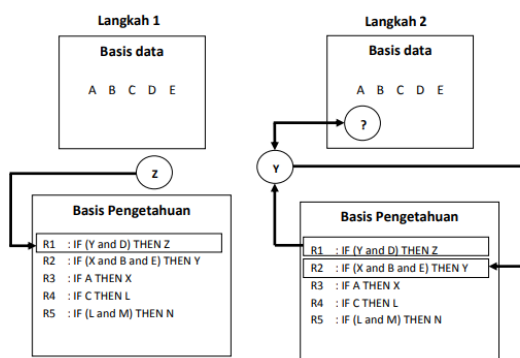 Langkah 1
Basis data
A B C D E
Z
Basis Pengetahuan
R1 : IF (Y and D) THEN Z
R2 : IF (X and B and E) THEN Y
R3 : IF A THEN X
R4 : IF C THEN L
R5 : IF (L and M) THEN N
Langkah 2
Basis data
A B C D E
?
Y
Basis Pengetahuan
R1 : IF (Y and D) THEN Z
R2 : IF (X and B and E) THEN Y
R3 : IF A THEN X
R4 : IF C THEN L
R5 : IF (L and M) THEN N